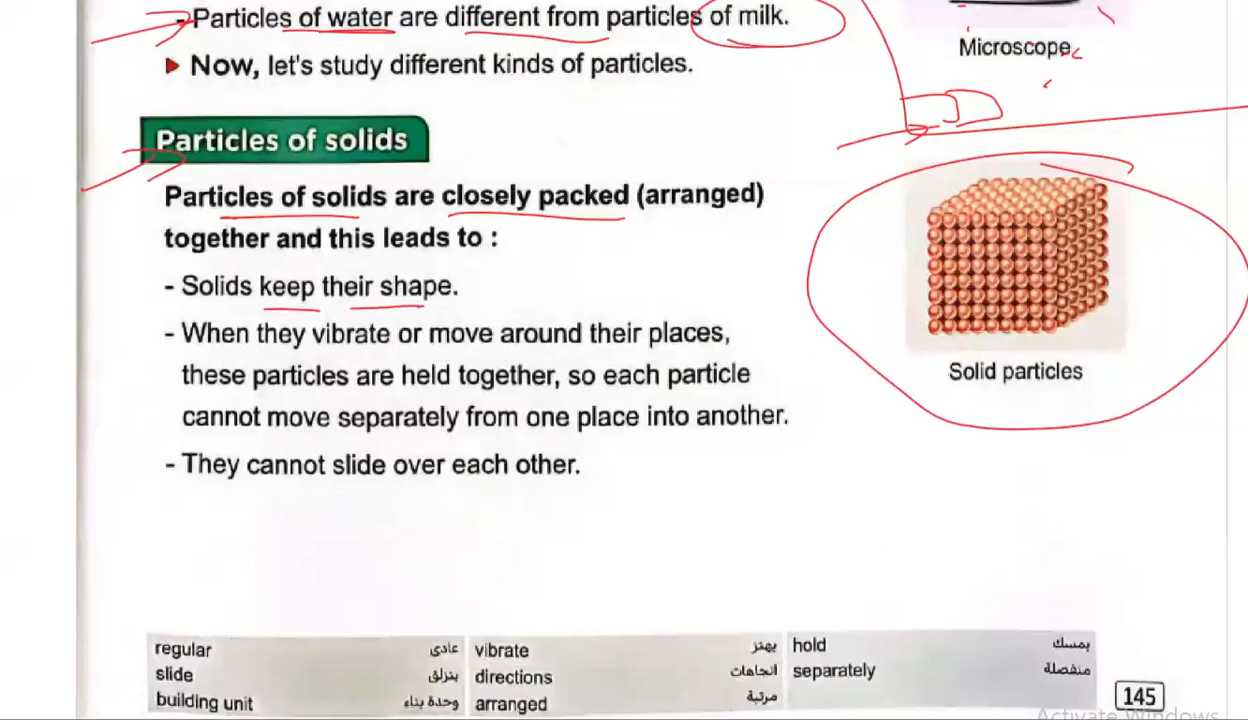 -Particles of water are different from particles of milk.
Now, let's study different kinds of particles.
Microscope
Particles of solids
Particles of solids are closely packed (arranged)
together and this leads to :
- Solids keep their shape.
- When they vibrate or move around their places,
these particles are held together, so each particle
cannot move separately from one place into another.
- They cannot slide over each other.
Solid particles
regular عادى vibrate يهتز hold يمسك
slide ينزلق directions اتجاهات separately منفصلة
building unit وحدة بناء arranged مرتبة
145
Activate Windows